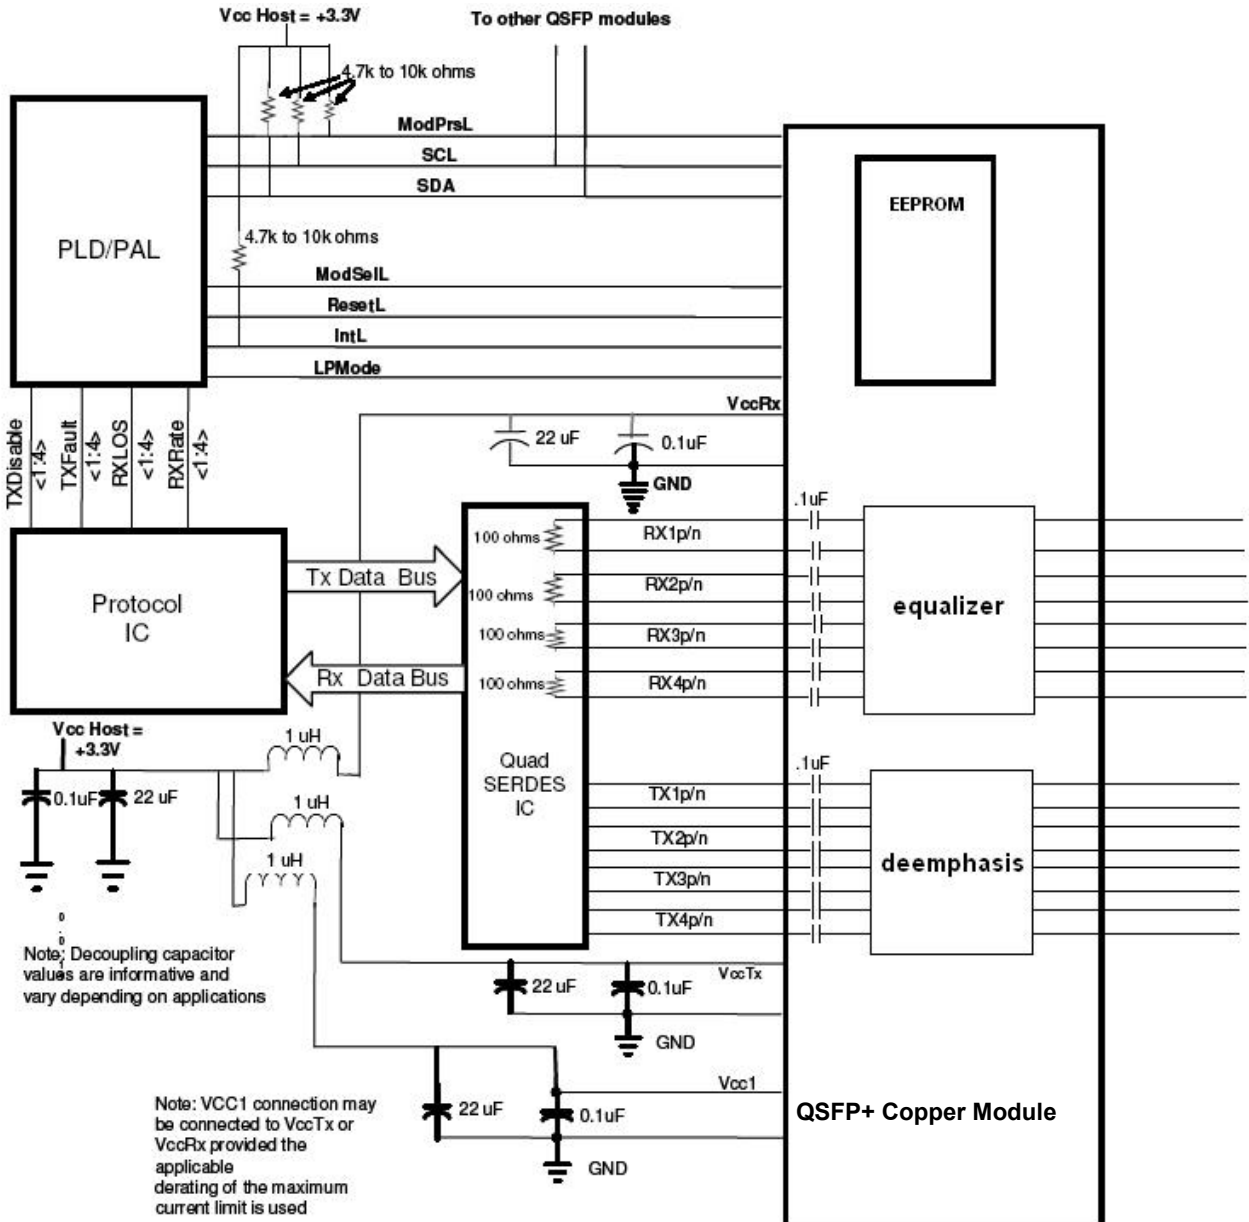 Vcc Host = +3.3V
To other QSFP modules
4.7k to 10k ohms
ModPrsL
SCL
SDA
EEPROM
PLD/PAL
4.7k to 10k ohms
ModSelL
ResetL
IntL
LPMode
VccRx
TXDisable
<1:4>
TXFault
<1:4>
RXLOS
<1:4>
RXRate
<1:4>
22 uF
0.1uF
GND
.1uF
100 ohms
RX1p/n
Tx Data Bus
100 ohms
RX2p/n
Protocol
IC
equalizer
100 ohms
RX3p/n
Rx Data Bus
100 ohms
RX4p/n
Vcc Host =
+3.3V
1 uH
Quad
SERDES
IC
.1uF
TX1p/n
0.1uF
22 uF
1 uH
TX2p/n
1 uH
deemphasis
TX3p/n
TX4p/n
Note: Decoupling capacitor
values are informative and
vary depending on applications
VccTx
22 uF
0.1uF
GND
Vcc1
Note: VCC1 connection may
be connected to VccTx or
VccRx provided the
applicable
derating of the maximum
current limit is used
22 uF
0.1uF
QSFP+ Copper Module
GND